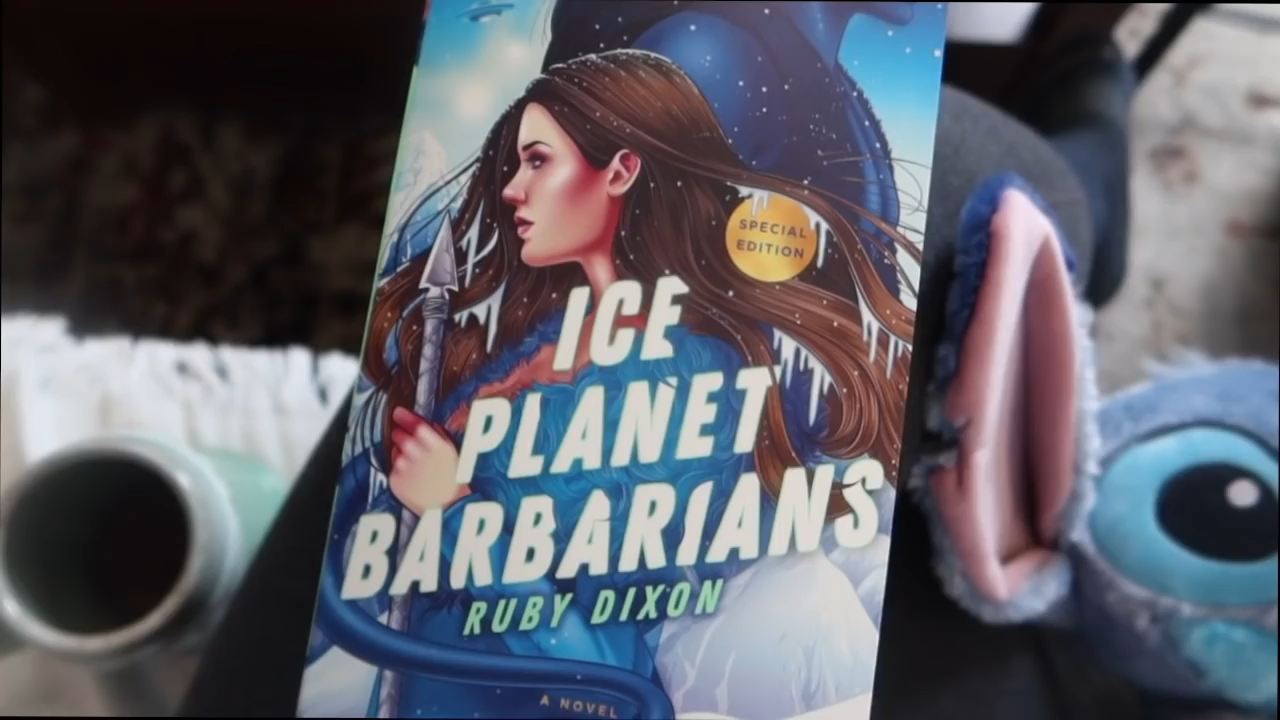 SPECIAL
EDITION
ICE
PLANET
BARBARIANS
RUBY DIXON
A NOVEL